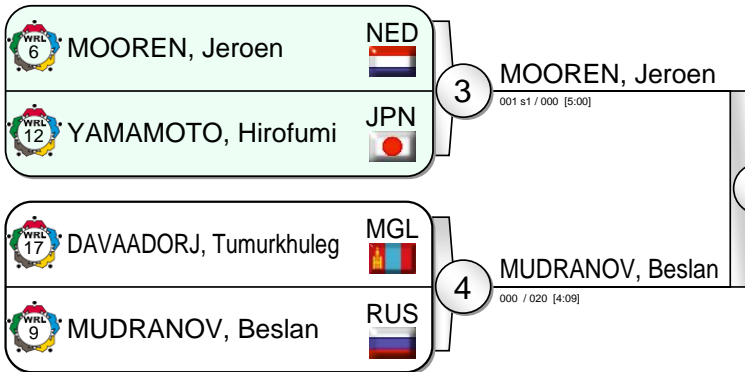 WRL 6 MOOREN, Jeroen NED
3 MOOREN, Jeroen
001 s1 / 000 [5:00]
WRL 12 YAMAMOTO, Hirofumi JPN
WRL 17 DAVAADORJ, Tumurkhuleg MGL
4 MUDRANOV, Beslan
000 / 020 [4:09]
WRL 9 MUDRANOV, Beslan RUS